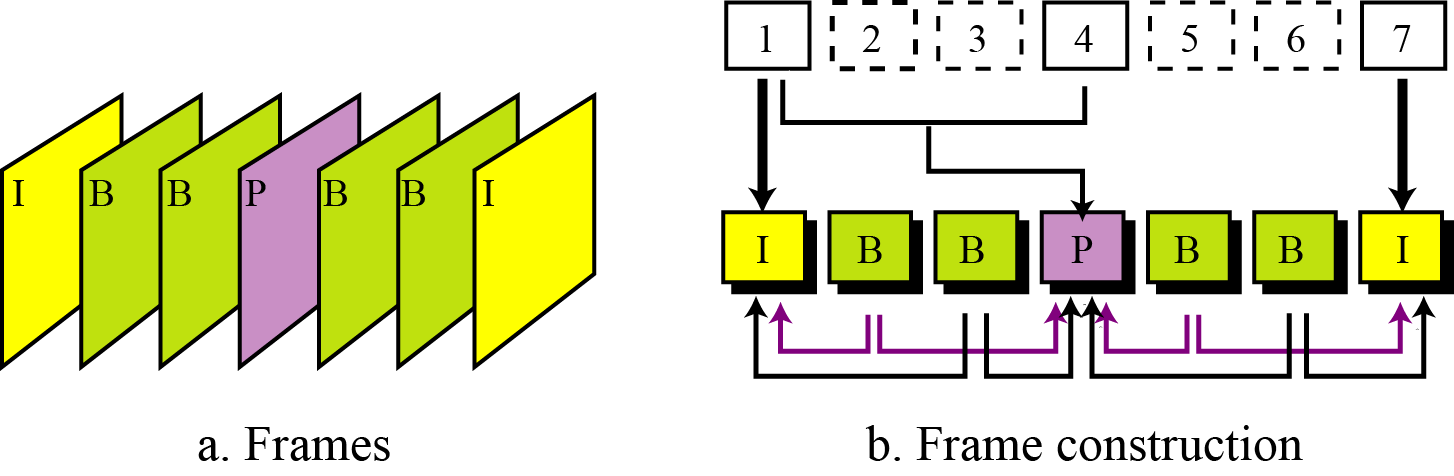 I B B P B B I
a. Frames
1 2 3 4 5 6 7
I B B P B B I
b. Frame construction